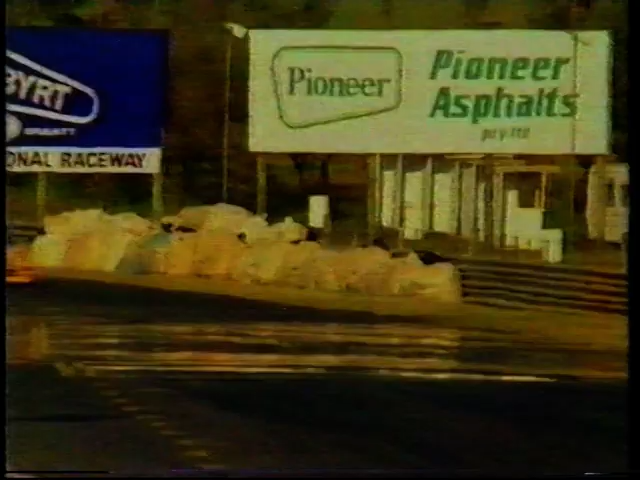 BYRT
ONAL RACEWAY
Pioneer
Pioneer
Asphalts
pty ltd